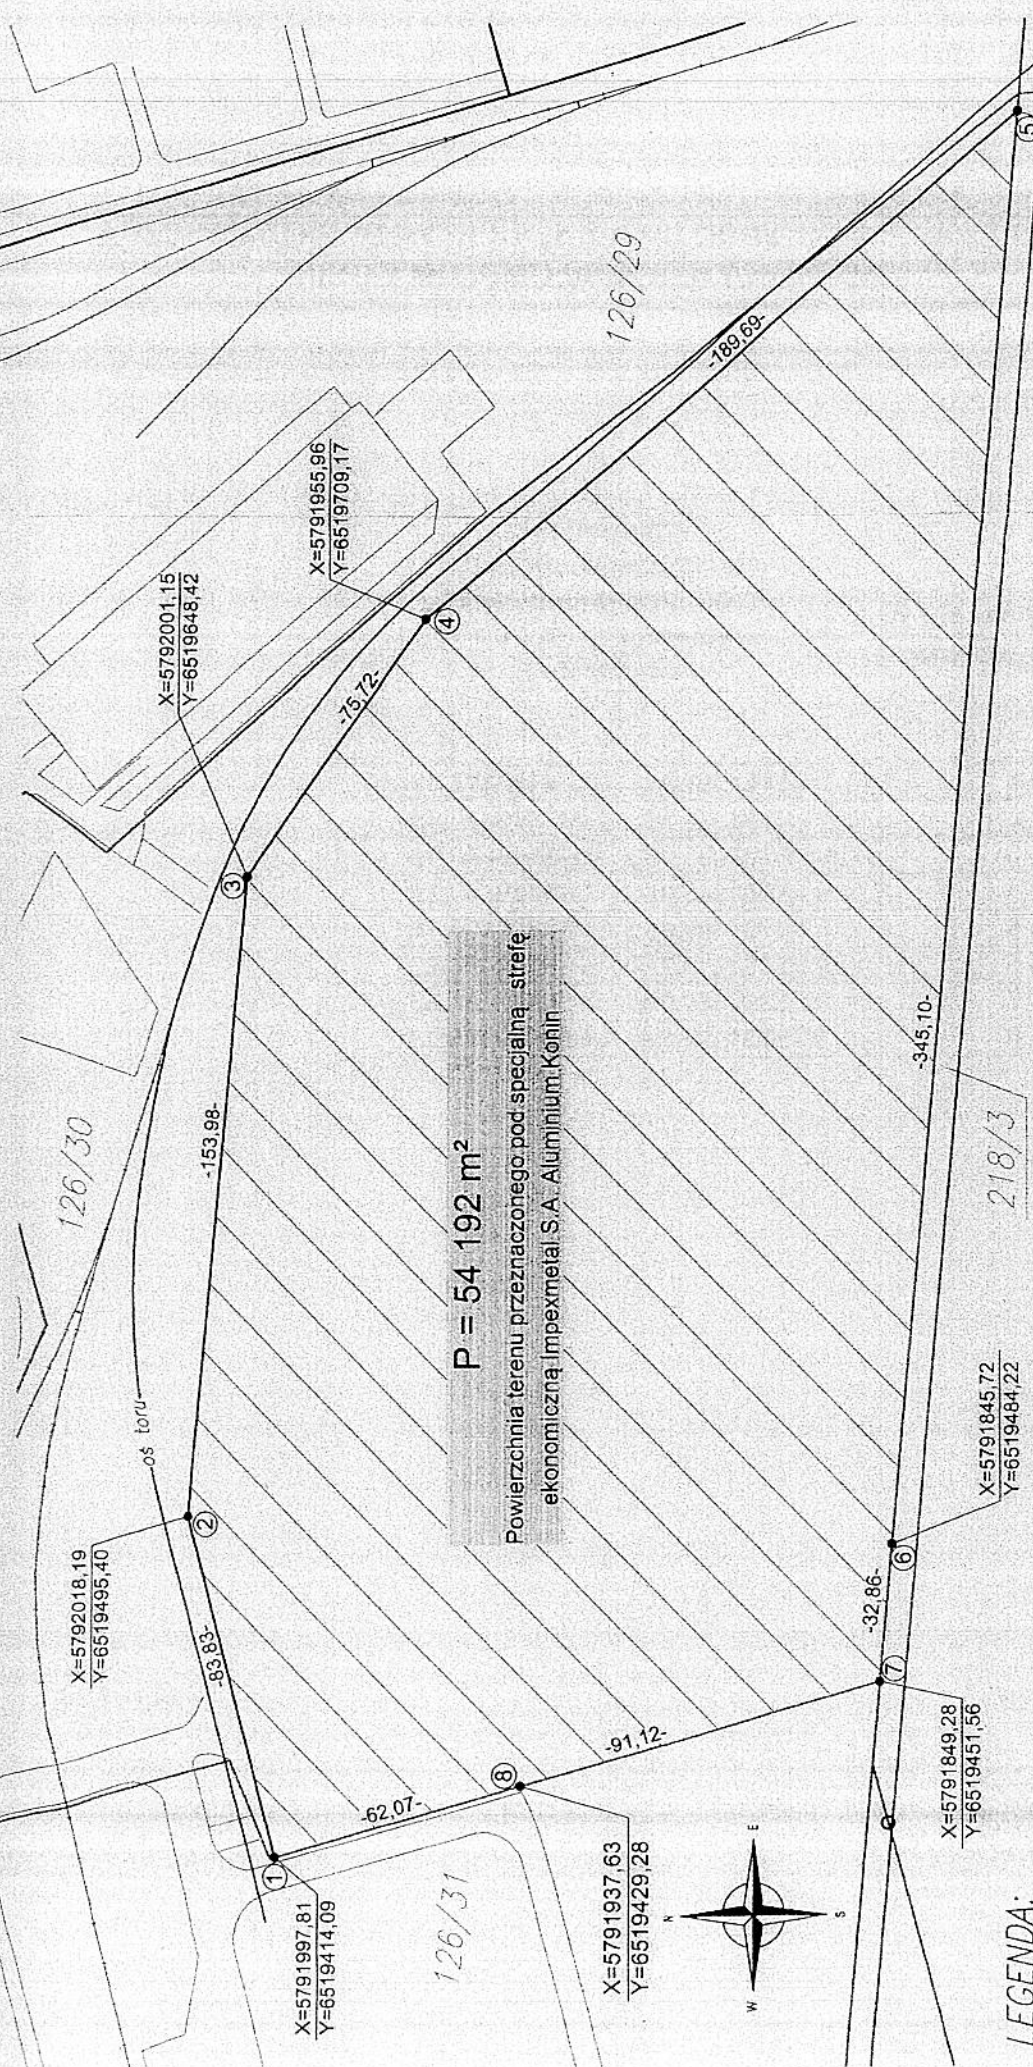 126/30
126/29
X=5792001,15
Y=6519648,42
X=5791955,96
Y=6519709,17
X=5792018,19
Y=6519495,40
oś toru
-83,83-
-153,98-
-75,72-
-189,69-
1
2
3
4
5
X=5791997,81
Y=6519414,09
-62,07-
8
P = 54 192 m²
Powierzchnia terenu przeznaczonego pod specjalną strefę
ekonomiczną Impexmetal S.A. Aluminium Konin
126/31
-91,12-
X=5791937,63
Y=6519429,28
N
W
E
S
-32,86-
7
6
-345,10-
X=5791849,28
Y=6519451,56
X=5791845,72
Y=6519484,22
218/3
LEGENDA: